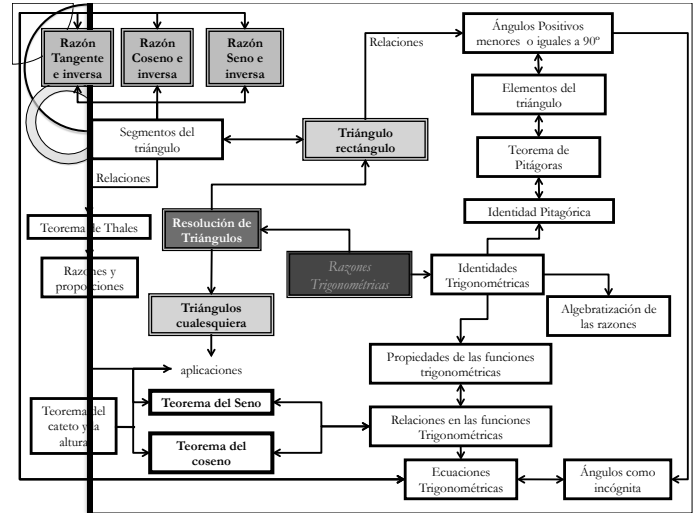 Razón
Tangente
e inversa
Razón
Coseno e
inversa
Razón
Seno e
inversa
Relaciones
Ángulos Positivos
menores o iguales a 90º
Elementos del
triángulo
Segmentos del
triángulo
Triángulo
rectángulo
Teorema de
Pitágoras
Relaciones
Identidad Pitagórica
Teorema de Thales
Resolución de
Triángulos
Razones y
proporciones
Razones
Trigonométricas
Identidades
Trigonométricas
Triángulos
cualesquiera
Algebratización de
las razones
Propiedades de las funciones
trigonométricas
aplicaciones
Teorema del
cateto y la
altura
Teorema del Seno
Teorema del
coseno
Relaciones en las funciones
Trigonométricas
Ecuaciones
Trigonométricas
Ángulos como
incógnita